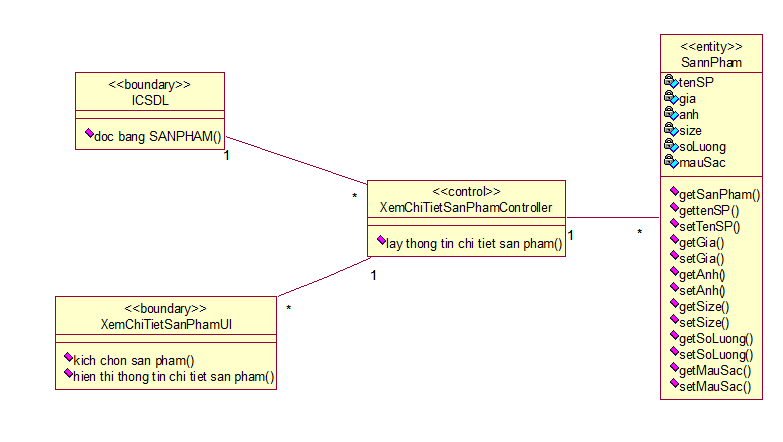 <<boundary>>
ICSDL
doc bang SANPHAM()
1
*
<<control>>
XemChiTietSanPhamController
lay thong tin chi tiet san pham()
1
*
<<boundary>>
XemChiTietSanPhamUI
kich chon san pham()
hien thi thong tin chi tiet san pham()
1
*
<<entity>>
SannPham
tenSP
gia
anh
size
soLuong
mauSac
getSanPham()
gettenSP()
setTenSP()
getGia()
setGia()
getAnh()
setAnh()
getSize()
setSize()
getSoLuong()
setSoLuong()
getMauSac()
setMauSac()